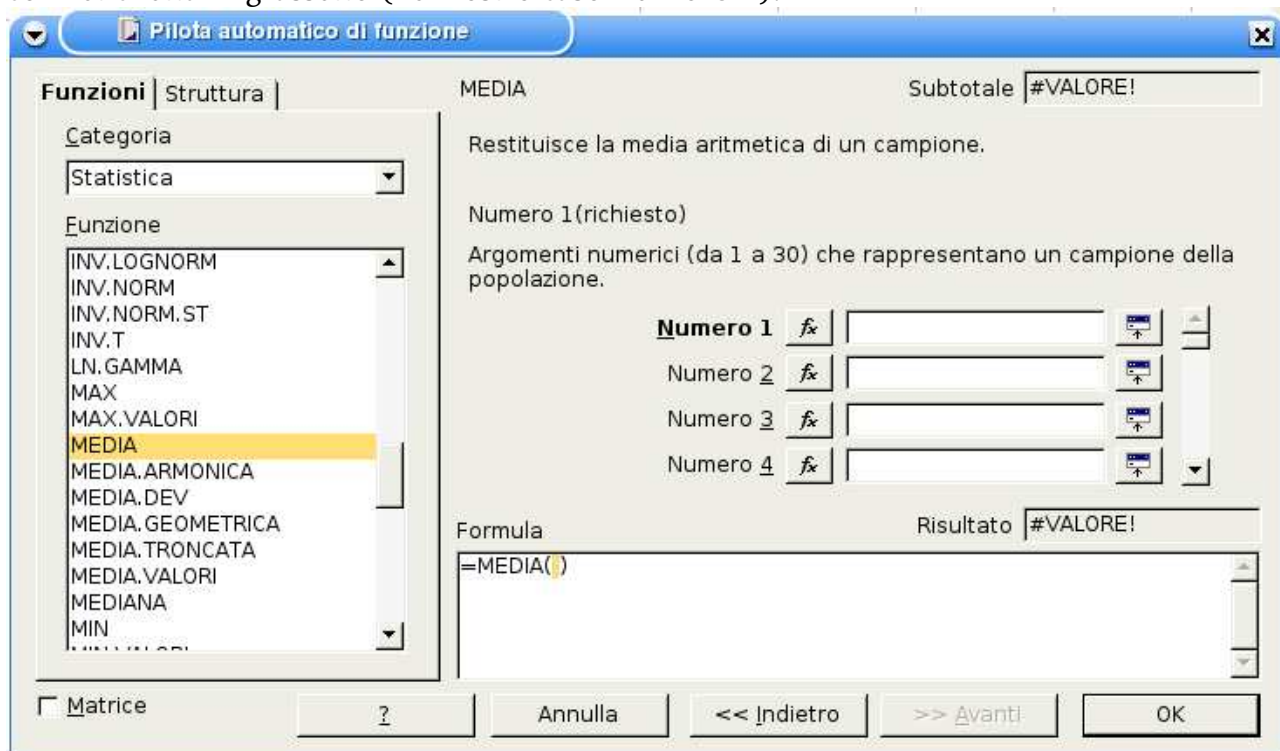 Pilota automatico di funzione
Funzioni Struttura
Categoria
Statistica
Funzione
INV.LOGNORM
INV.NORM
INV.NORM.ST
INV.T
LN.GAMMA
MAX
MAX.VALORI
MEDIA
MEDIA.ARMONICA
MEDIA.DEV
MEDIA.GEOMETRICA
MEDIA.TRONCATA
MEDIA.VALORI
MEDIANA
MIN
MEDIA
Subtotale #VALORE!
Restituisce la media aritmetica di un campione.
Numero 1(richiesto)
Argomenti numerici (da 1 a 30) che rappresentano un campione della
popolazione.
Numero 1 fx
Numero 2 fx
Numero 3 fx
Numero 4 fx
Formula
Risultato #VALORE!
=MEDIA( )
Matrice
?
Annulla
<< Indietro
>> Avanti
OK